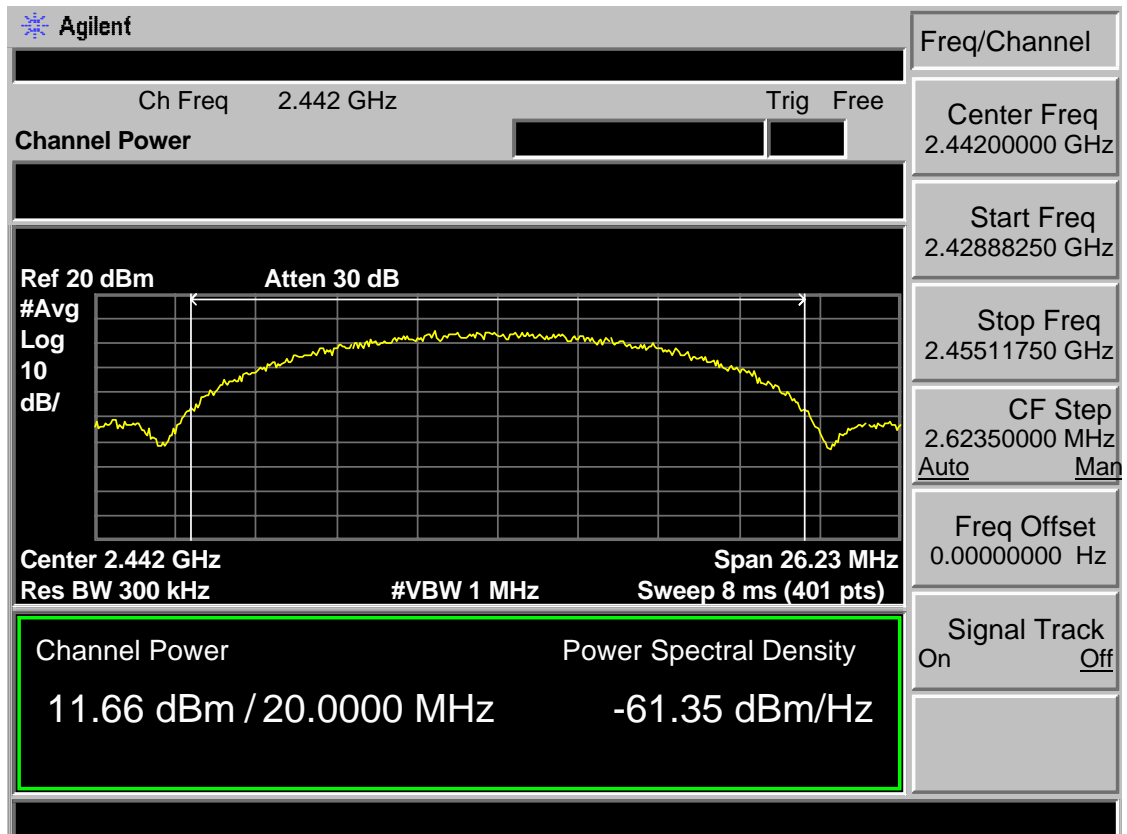 Agilent
Freq/Channel
Ch Freq 2.442 GHz Trig Free
Channel Power
Center Freq
2.44200000 GHz
Start Freq
2.42888250 GHz
Stop Freq
2.45511750 GHz
CF Step
2.62350000 MHz
Auto Man
Freq Offset
0.00000000 Hz
Signal Track
On Off
Ref 20 dBm Atten 30 dB
#Avg
Log
10
dB/
Center 2.442 GHz Span 26.23 MHz
Res BW 300 kHz #VBW 1 MHz Sweep 8 ms (401 pts)
Channel Power Power Spectral Density
11.66 dBm / 20.0000 MHz -61.35 dBm/Hz